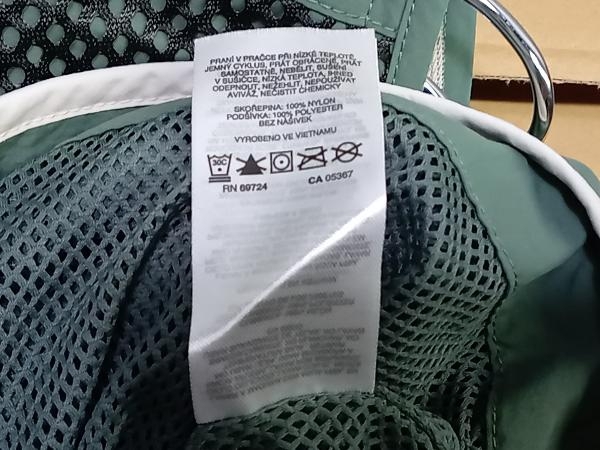 PRANÍ V PRAČCE PŘI NÍZKÉ TEPLOTĚ,
JEMNÝ CYKLUS, PRÁT OBRÁCENÉ, PRÁT
SAMOSTATNĚ, NEBĚLIT, SUŠENÍ
V SUŠIČCE, NÍZKÁ TEPLOTA, IHNED
ODEPNOUT, NEŽEHLIT, NEPOUŽÍVAT
AVIVÁŽ, NEČISTIT CHEMICKY
SKOŘEPINA: 100% NYLON
PODŠÍVKA: 100% POLYESTER
BEZ NÁŠIVEK
VYROBENO VE VIETNAMU
30C
RN 69724 CA 05367